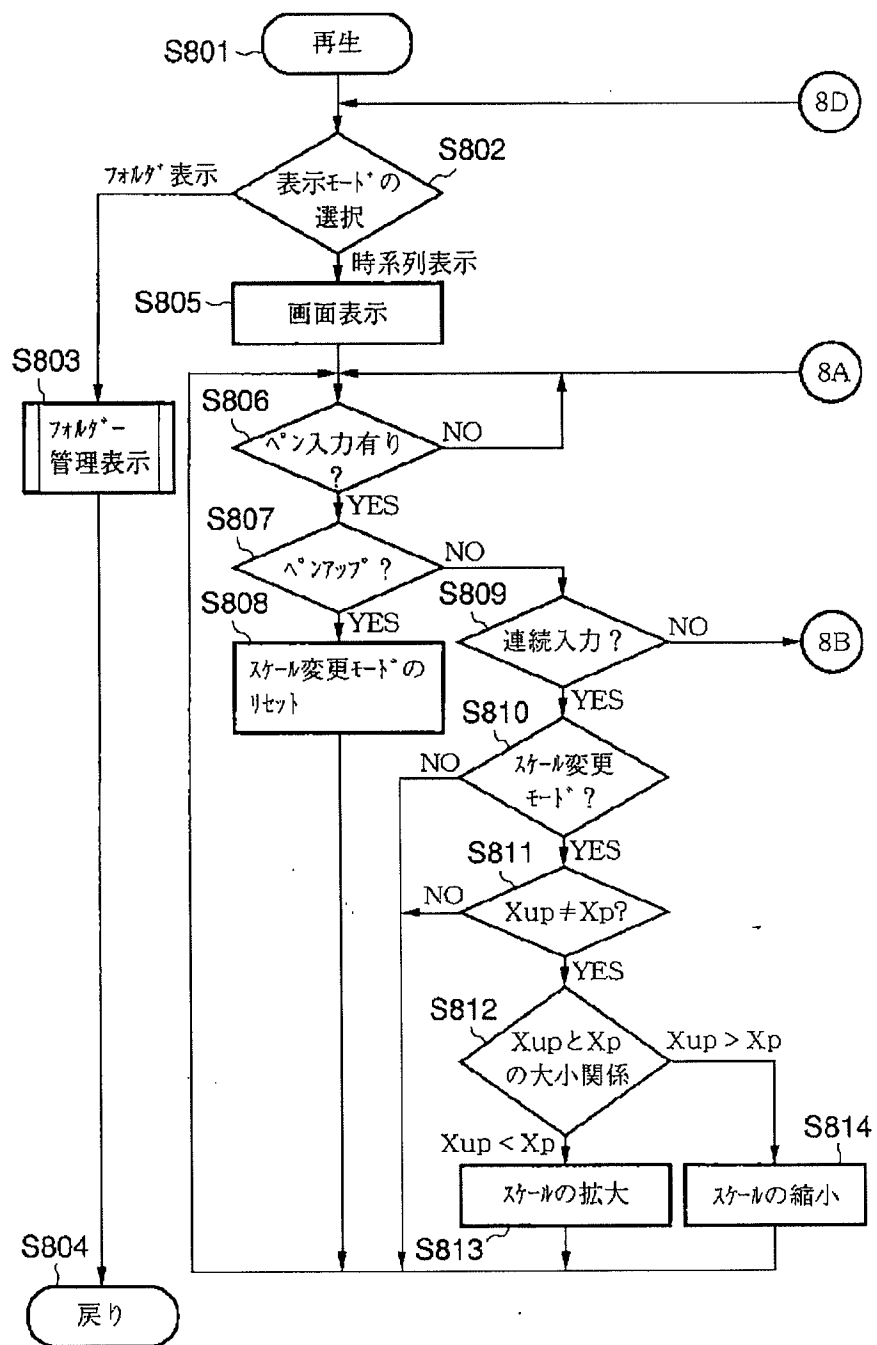 S801
再生
8D
S802
フォルダ表示
表示モードの
選択
時系列表示
S805
画面表示
S803
フォルダー
管理表示
8A
S806
ペン入力有り
?
NO
YES
S807
ペンアップ?
NO
YES
S808
スケール変更モードの
リセット
S809
連続入力?
NO
8B
YES
S810
スケール変更
モード?
NO
YES
S811
Xup≠Xp?
NO
YES
S812
XupとXp
の大小関係
Xup>Xp
Xup<Xp
S813
スケールの拡大
S814
スケールの縮小
S804
戻り